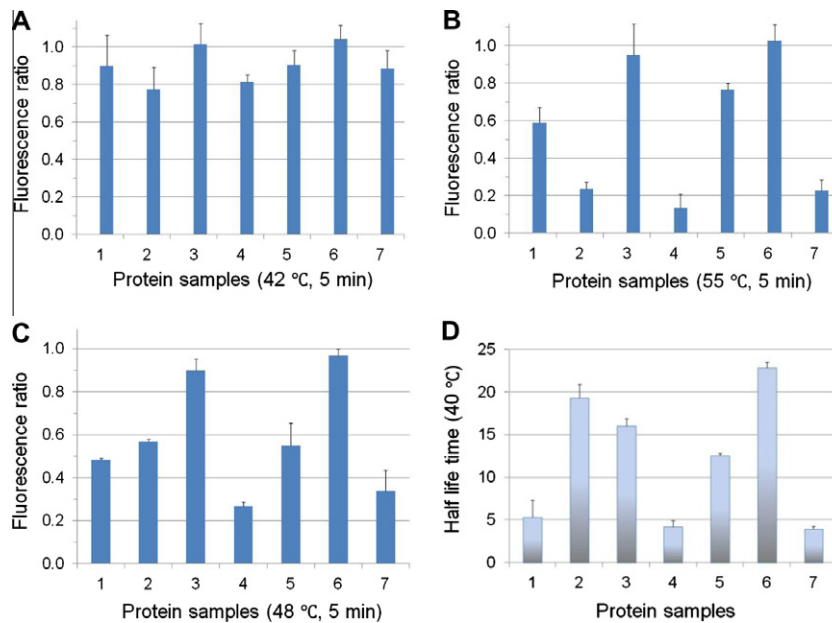 A
Fluorescence ratio
1.0
0.8
0.6
0.4
0.2
0.0
1 2 3 4 5 6 7
Protein samples (42 ℃, 5 min)
B
Fluorescence ratio
1.0
0.8
0.6
0.4
0.2
0.0
1 2 3 4 5 6 7
Protein samples (55 ℃, 5 min)
C
Fluorescence ratio
1.0
0.8
0.6
0.4
0.2
0.0
1 2 3 4 5 6 7
Protein samples (48 ℃, 5 min)
D
Half life time (40 ℃)
25
20
15
10
5
0
1 2 3 4 5 6 7
Protein samples